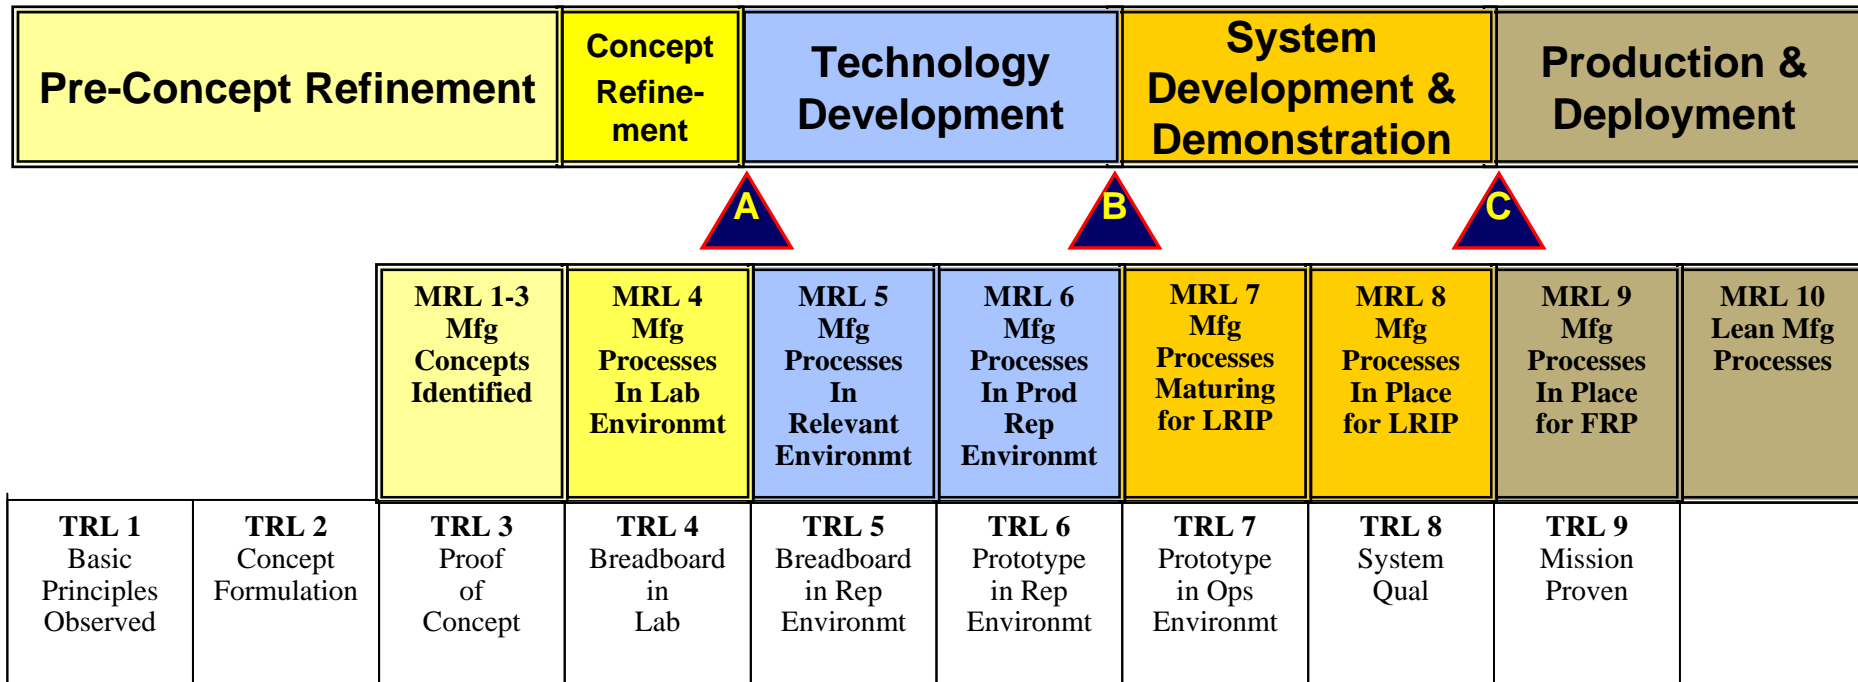 Pre-Concept Refinement
Concept
Refine-
ment
Technology
Development
System
Development &
Demonstration
Production &
Deployment
A
B
C
MRL 1-3
Mfg
Concepts
Identified
MRL 4
Mfg
Processes
In Lab
Environmt
MRL 5
Mfg
Processes
In
Relevant
Environmt
MRL 6
Mfg
Processes
In Prod
Rep
Environmt
MRL 7
Mfg
Processes
Maturing
for LRIP
MRL 8
Mfg
Processes
In Place
for LRIP
MRL 9
Mfg
Processes
In Place
for FRP
MRL 10
Lean Mfg
Processes
TRL 1
Basic
Principles
Observed
TRL 2
Concept
Formulation
TRL 3
Proof
of
Concept
TRL 4
Breadboard
in
Lab
TRL 5
Breadboard
in Rep
Environmt
TRL 6
Prototype
in Rep
Environmt
TRL 7
Prototype
in Ops
Environmt
TRL 8
System
Qual
TRL 9
Mission
Proven